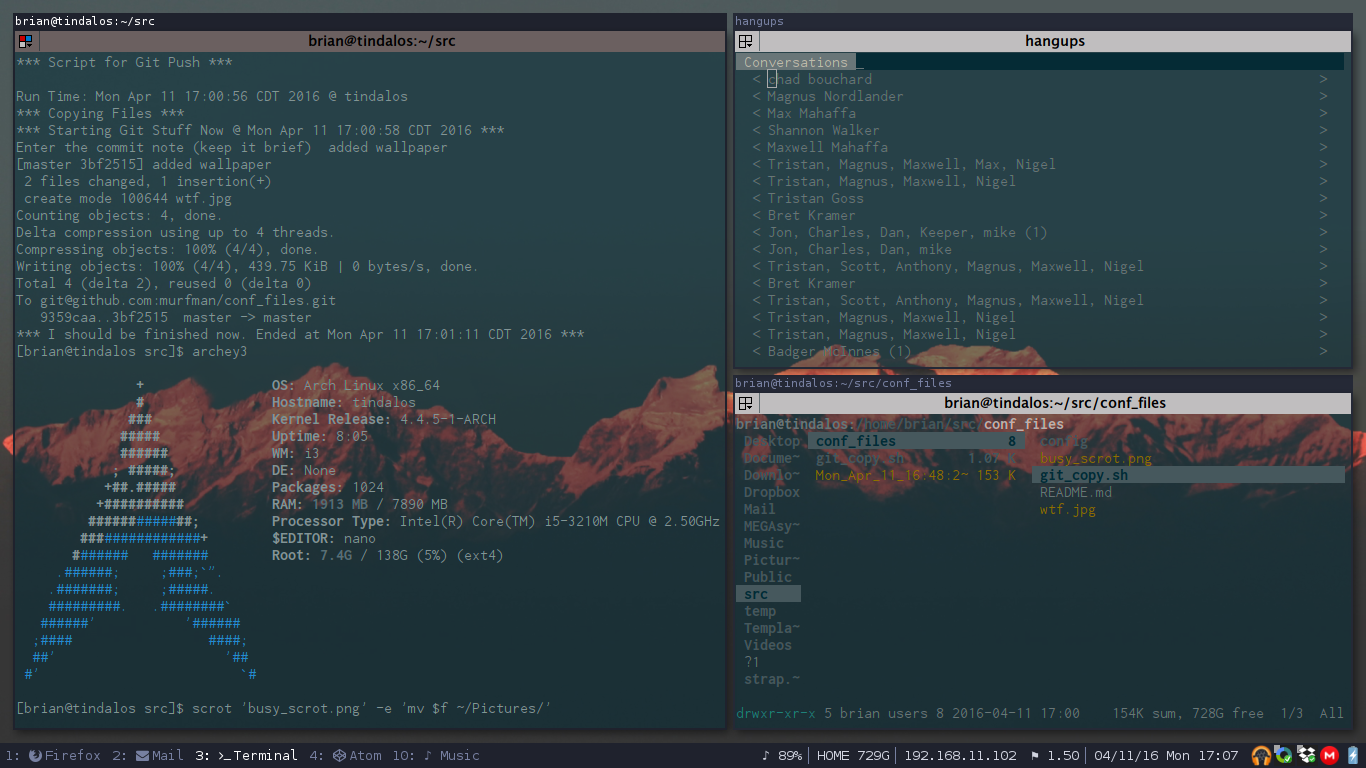 brian@tindalos:~/src
brian@tindalos:~/src
*** Script for Git Push ***
Run Time: Mon Apr 11 17:00:56 CDT 2016 @ tindalos
*** Copying Files ***
*** Starting Git Stuff Now @ Mon Apr 11 17:00:58 CDT 2016 ***
Enter the commit note (keep it brief)  added wallpaper
[master 3bf2515] added wallpaper
 2 files changed, 1 insertion(+)
 create mode 100644 wtf.jpg
Counting objects: 4, done.
Delta compression using up to 4 threads.
Compressing objects: 100% (4/4), done.
Writing objects: 100% (4/4), 439.75 KiB | 0 bytes/s, done.
Total 4 (delta 2), reused 0 (delta 0)
To git@github.com:murfman/conf_files.git
   9359caa..3bf2515  master -> master
*** I should be finished now. Ended at Mon Apr 11 17:01:11 CDT 2016 ***
[brian@tindalos src]$ archey3
+
#
###
#####
######
; #####;
+##.#####
+##########
#############;
###############+
#######   #######
.######;     ;###;`".
.#######;     ;#####.
#########.   .########`
######'           '######
;####                 ####;
##'                     '##
#'                         `#
OS: Arch Linux x86_64
Hostname: tindalos
Kernel Release: 4.4.5-1-ARCH
Uptime: 8:05
WM: i3
DE: None
Packages: 1024
RAM: 1913 MB / 7890 MB
Processor Type: Intel(R) Core(TM) i5-3210M CPU @ 2.50GHz
$EDITOR: nano
Root: 7.4G / 138G (5%) (ext4)
[brian@tindalos src]$ scrot 'busy_scrot.png' -e 'mv $f ~/Pictures/'
hangups
hangups
Conversations _
< chad bouchard >
< Magnus Nordlander >
< Max Mahaffa >
< Shannon Walker >
< Maxwell Mahaffa >
< Tristan, Magnus, Maxwell, Max, Nigel >
< Tristan, Magnus, Maxwell, Nigel >
< Tristan Goss >
< Bret Kramer >
< Jon, Charles, Dan, Keeper, mike (1) >
< Jon, Charles, Dan, mike >
< Tristan, Scott, Anthony, Magnus, Maxwell, Nigel >
< Bret Kramer >
< Tristan, Scott, Anthony, Magnus, Maxwell, Nigel >
< Tristan, Magnus, Maxwell, Nigel >
< Tristan, Magnus, Maxwell, Nigel >
< Badger McInnes (1) >
brian@tindalos:~/src/conf_files
brian@tindalos:~/src/conf_files
brian@tindalos:/home/brian/src/conf_files
Desktop  conf_files 8  config
Docume~  git_copy.sh 1.07 K  busy_scrot.png
Downlo~  Mon_Apr_11_16:48:2~ 153 K  git_copy.sh
Dropbox  README.md
Mail  wtf.jpg
MEGAsy~
Music
Pictur~
Public
src
temp
Templa~
Videos
?1
strap.~
drwxr-xr-x 5 brian users 8 2016-04-11 17:00  154K sum, 728G free  1/3  All
1: Firefox 2: Mail 3: >_Terminal 4: Atom 10: ♪ Music  ♪ 89% | HOME 729G | 192.168.11.102 ⚑ 1.50 | 04/11/16 Mon 17:07